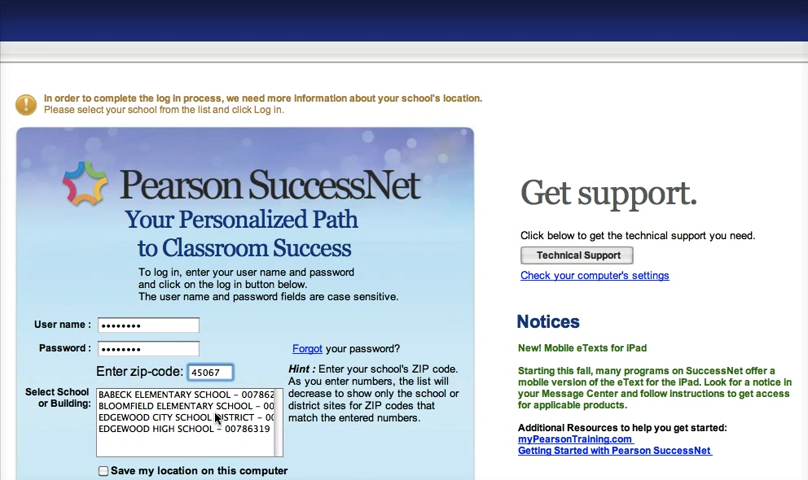 In order to complete the log in process, we need more information about your school's location.
Please select your school from the list and click Log in.
Pearson SuccessNet
Your Personalized Path
to Classroom Success
To log in, enter your user name and password
and click on the log in button below.
The user name and password fields are case sensitive.
User name : ••••••••
Password : ••••••••
Forgot your password?
Enter zip-code: 45067
Hint : Enter your school's ZIP code.
As you enter numbers, the list will
decrease to show only the school or
district sites for ZIP codes that
match the entered numbers.
Select School
or Building:
BABECK ELEMENTARY SCHOOL - 007862
BLOOMFIELD ELEMENTARY SCHOOL - 00
EDGEWOOD CITY SCHOOL DISTRICT - 00
EDGEWOOD HIGH SCHOOL - 00786319
Save my location on this computer
Get support.
Click below to get the technical support you need.
Technical Support
Check your computer's settings
Notices
New! Mobile eTexts for iPad
Starting this fall, many programs on SuccessNet offer a
mobile version of the eText for the iPad. Look for a notice in
your Message Center and follow instructions to get access
for applicable products.
Additional Resources to help you get started:
myPearsonTraining.com
Getting Started with Pearson SuccessNet